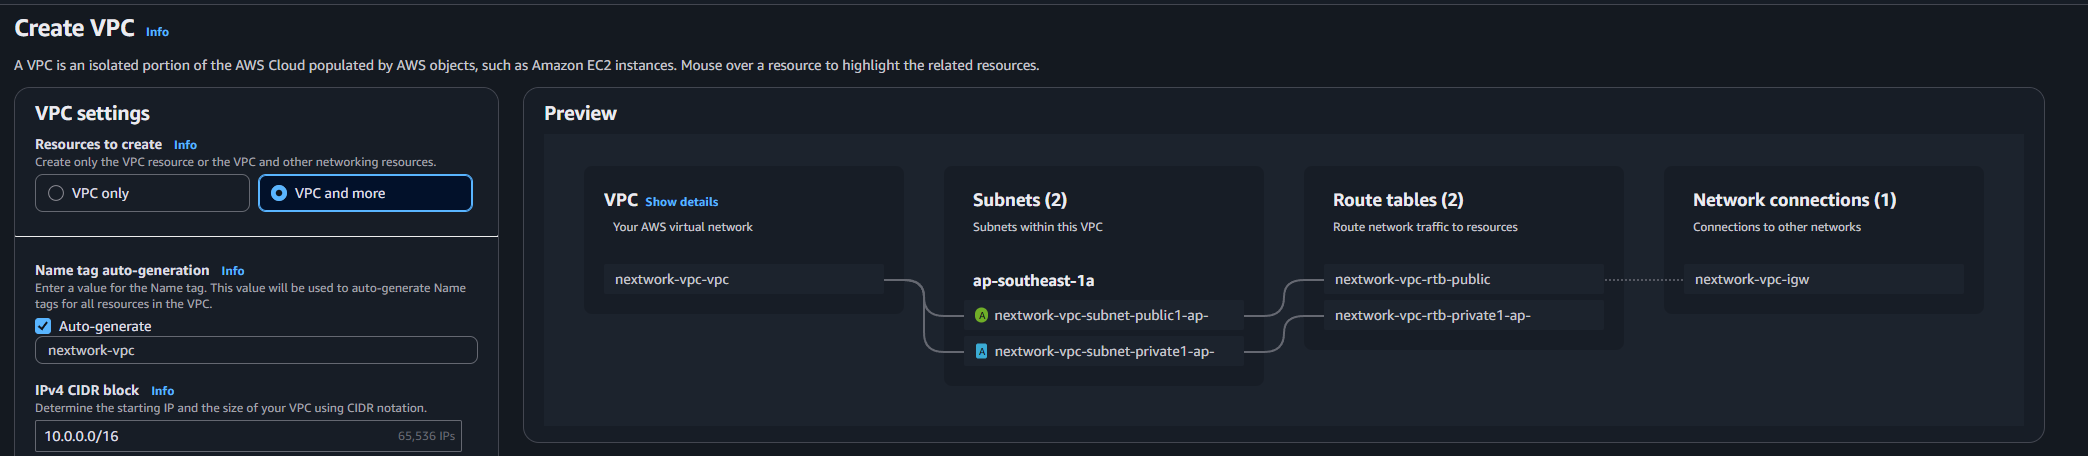 Create VPC Info
A VPC is an isolated portion of the AWS Cloud populated by AWS objects, such as Amazon EC2 instances. Mouse over a resource to highlight the related resources.
VPC settings
Resources to create Info
Create only the VPC resource or the VPC and other networking resources.
VPC only
VPC and more
Name tag auto-generation Info
Enter a value for the Name tag. This value will be used to auto-generate Name
tags for all resources in the VPC.
Auto-generate
nextwork-vpc
IPv4 CIDR block Info
Determine the starting IP and the size of your VPC using CIDR notation.
10.0.0.0/16 65,536 IPs
Preview
VPC Show details
Your AWS virtual network
nextwork-vpc-vpc
Subnets (2)
Subnets within this VPC
ap-southeast-1a
A nextwork-vpc-subnet-public1-ap-
A nextwork-vpc-subnet-private1-ap-
Route tables (2)
Route network traffic to resources
nextwork-vpc-rtb-public
nextwork-vpc-rtb-private1-ap-
Network connections (1)
Connections to other networks
nextwork-vpc-igw